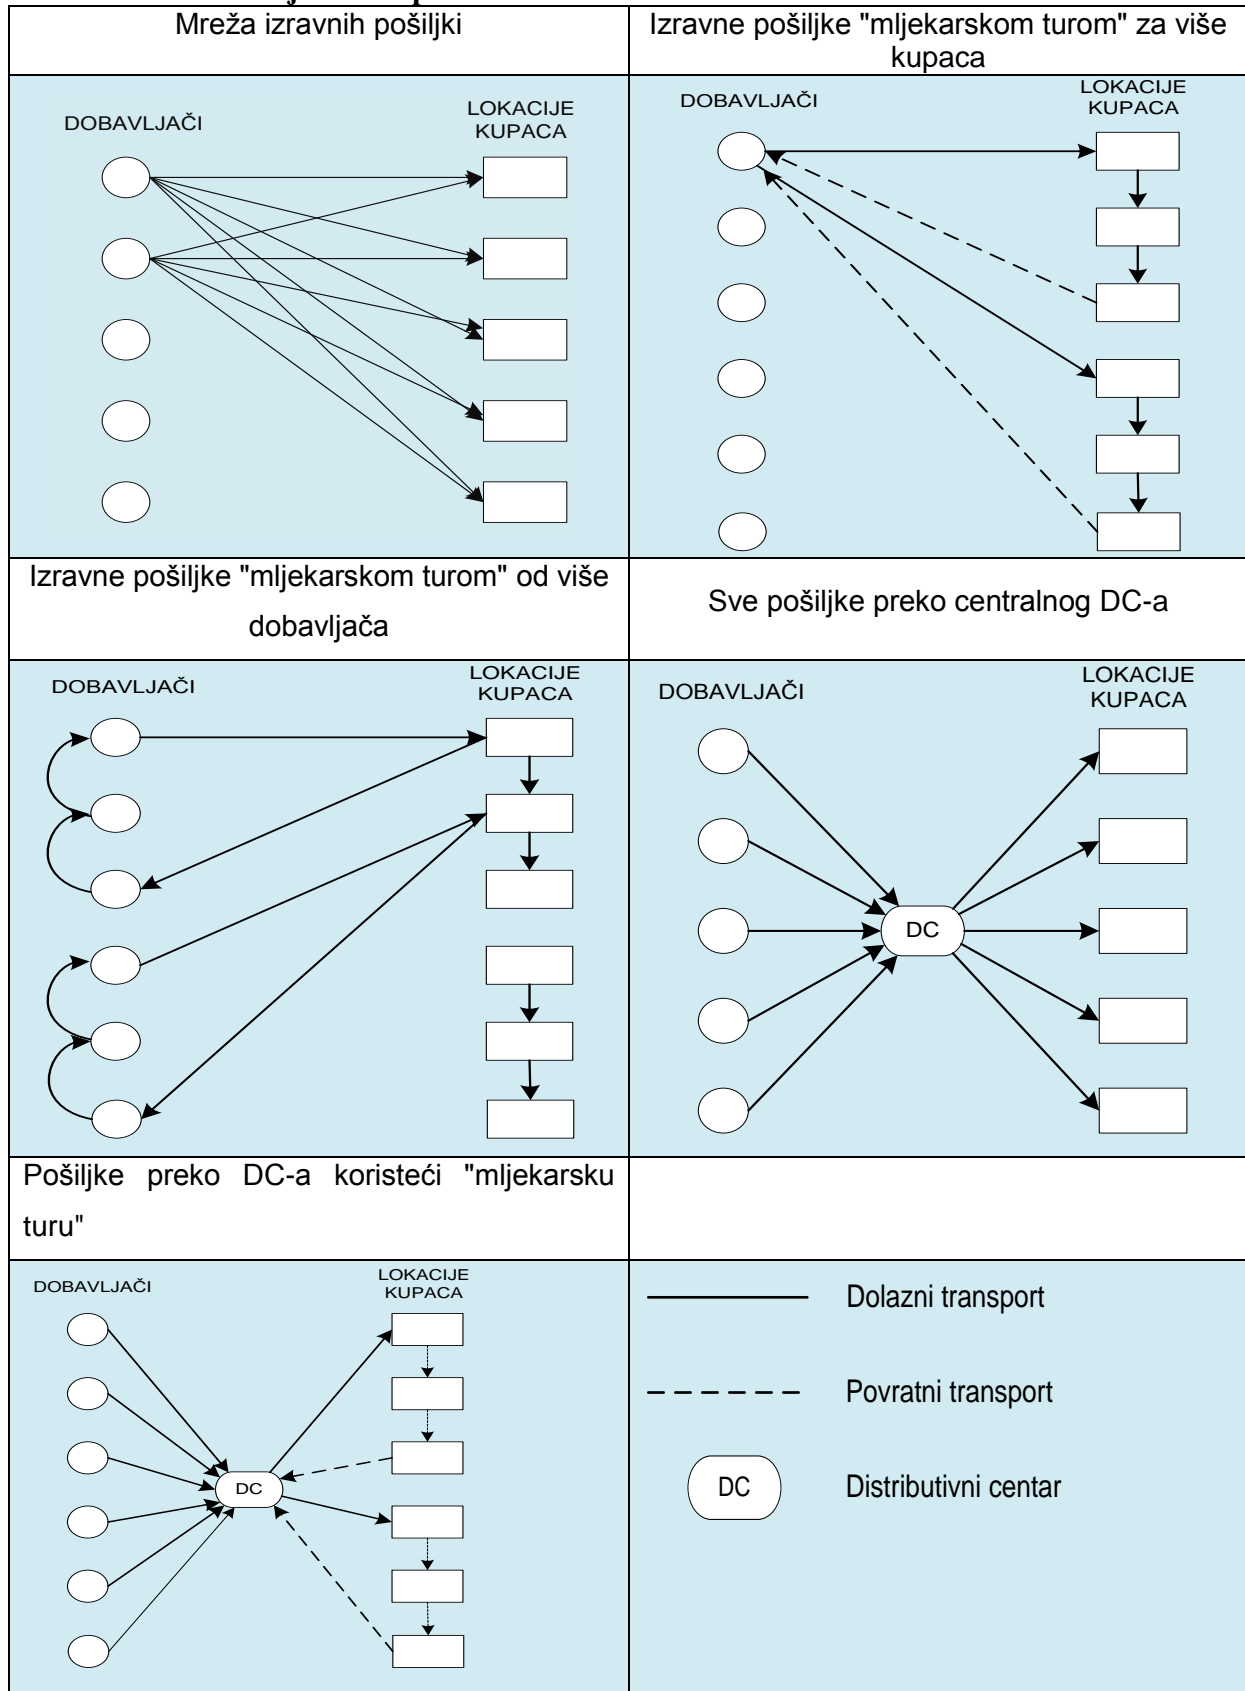 Mreža izravnih pošiljki
Izravne pošiljke "mljekarskom turom" za više
kupaca
DOBAVLJAČI
LOKACIJE
KUPACA
DOBAVLJAČI
LOKACIJE
KUPACA
Izravne pošiljke "mljekarskom turom" od više
dobavljača
Sve pošiljke preko centralnog DC-a
DOBAVLJAČI
LOKACIJE
KUPACA
DOBAVLJAČI
LOKACIJE
KUPACA
DC
Pošiljke preko DC-a koristeći "mljekarsku
turu"
DOBAVLJAČI
LOKACIJE
KUPACA
DC
Dolazni transport
Povratni transport
DC
Distributivni centar